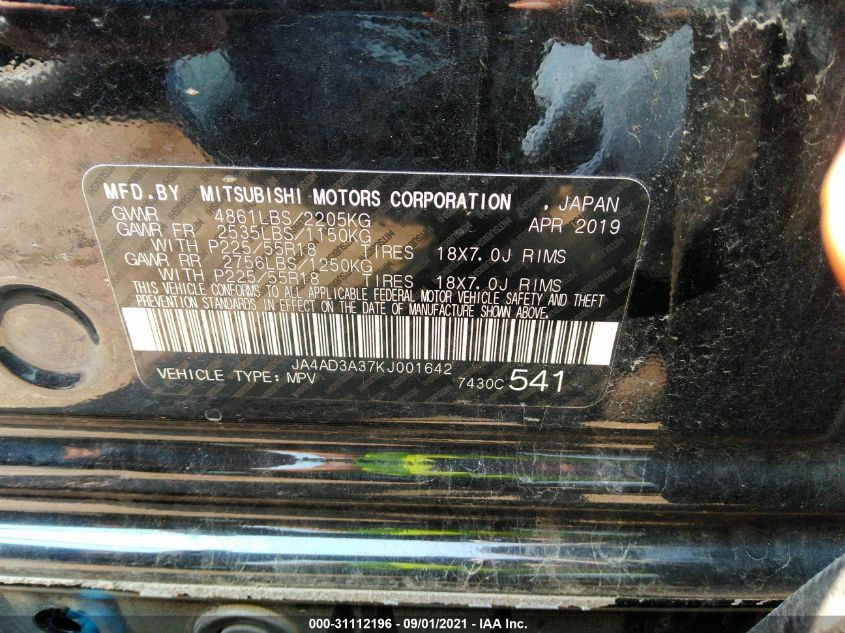 MFD.BY MITSUBISHI MOTORS CORPORATION , JAPAN
GVWR 4861LBS/2205KG APR 2019
GAWR FR 2535LBS/1150KG
WITH P225/55R18 TIRES 18X7.0J RIMS
GAWR RR 2756LBS/1250KG
WITH P225/55R18 TIRES 18X7.0J RIMS
THIS VEHICLE CONFORMS TO ALL APPLICABLE FEDERAL MOTOR VEHICLE SAFETY AND THEFT
PREVENTION STANDARDS IN EFFECT ON THE DATE OF MANUFACTURE SHOWN ABOVE.
JA4AD3A37KJ001642
VEHICLE TYPE: MPV 7430C 541
000-31112196 - 09/01/2021 - IAA Inc.